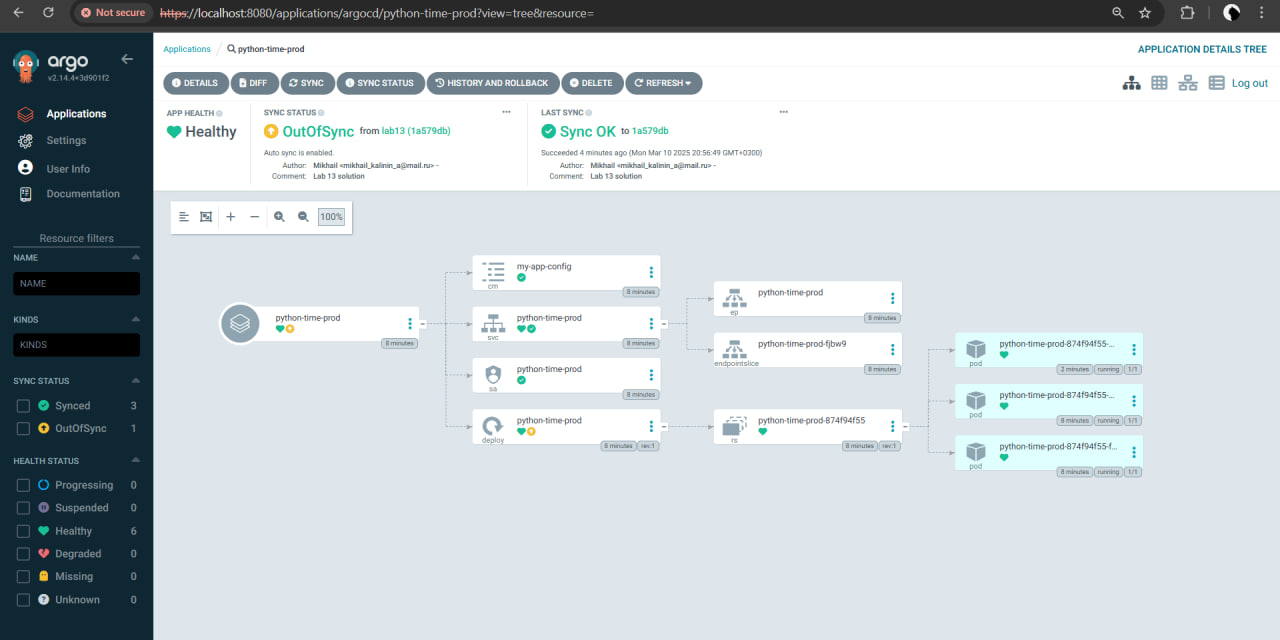 Not secure https://localhost:8080/applications/argocd/python-time-prod?view=tree&resource=
argo
v2.14.4+3d901f2
Applications
Settings
User Info
Documentation
Resource filters
NAME
NAME
KINDS
KINDS
SYNC STATUS
Synced 3
OutOfSync 1
HEALTH STATUS
Progressing 0
Suspended 0
Healthy 6
Degraded 0
Missing 0
Unknown 0
Applications / python-time-prod
APPLICATION DETAILS TREE
DETAILS DIFF SYNC SYNC STATUS HISTORY AND ROLLBACK DELETE REFRESH
Log out
APP HEALTH
Healthy
SYNC STATUS
OutOfSync from lab13 (1a579db)
Auto sync is enabled.
Author: Mikhail <mikhail_kalinin_a@mail.ru> -
Comment: Lab 13 solution
LAST SYNC
Sync OK to 1a579db
Succeeded 4 minutes ago (Mon Mar 10 2025 20:56:49 GMT+0300)
Author: Mikhail <mikhail_kalinin_a@mail.ru> -
Comment: Lab 13 solution
100%
python-time-prod
8 minutes
my-app-config
cm
8 minutes
python-time-prod
svc
8 minutes
python-time-prod
sa
8 minutes
python-time-prod
deploy
8 minutes rev:1
python-time-prod
ep
8 minutes
python-time-prod-fjbw9
endpointslice
8 minutes
python-time-prod-874f94f55
rs
8 minutes rev:1
python-time-prod-874f94f55-...
pod
2 minutes running 1/1
python-time-prod-874f94f55-...
pod
8 minutes running 1/1
python-time-prod-874f94f55-f...
pod
8 minutes running 1/1